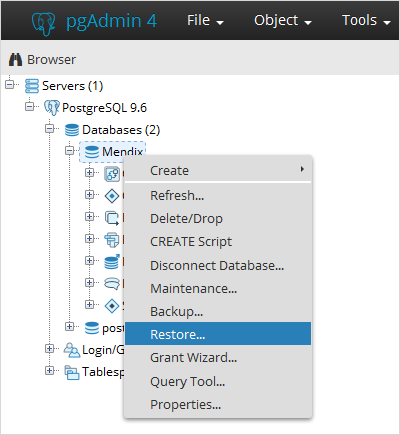 pgAdmin 4 File Object Tools
Browser
Servers (1)
PostgreSQL 9.6
Databases (2)
Mendix
Create
Refresh...
Delete/Drop
CREATE Script
Disconnect Database...
Maintenance...
Backup...
Restore...
Grant Wizard...
Query Tool...
Properties...
post
Login/G
Tablesp